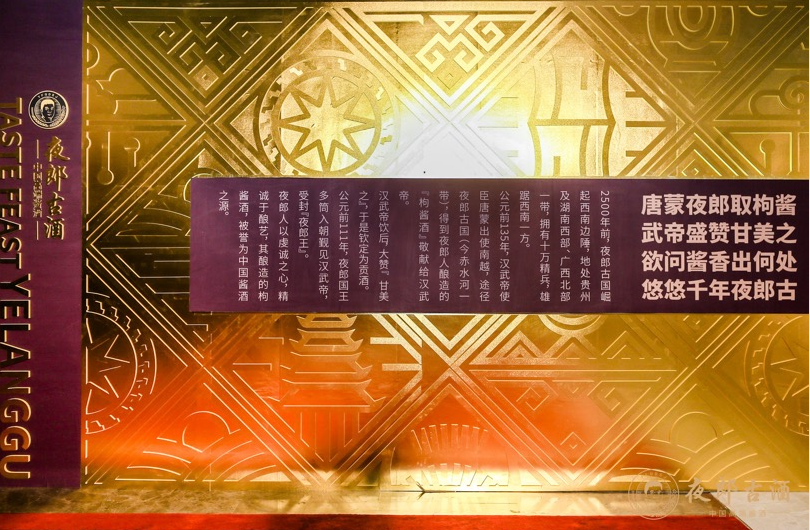 夜郎古酒
TASTE FEAST YELANGGU
唐蒙夜郎取枸酱
武帝盛赞甘美之
欲问酱香出何处
悠悠千年夜郎古
2500年前，夜郎古国崛
起西南边陲，地处贵州
及湖南西部、广西北部
一带，拥有十万精兵，雄
踞西南一方。
公元前135年，汉武帝使
臣唐蒙出使南越，途径
夜郎古国（今赤水河一
带）得到夜郎人酿造的
『枸酱酒』敬献给汉武
帝。
汉武帝饮后，大赞『甘美
之』，于是钦定为贡酒。
公元前111年，夜郎国王
多筒入朝觐见汉武帝，
受封『夜郎王』。
夜郎人以虔诚之心，精
诚于酿艺，其酿造的枸
酱酒，被誉为中国酱酒
之源。
夜郎古酒